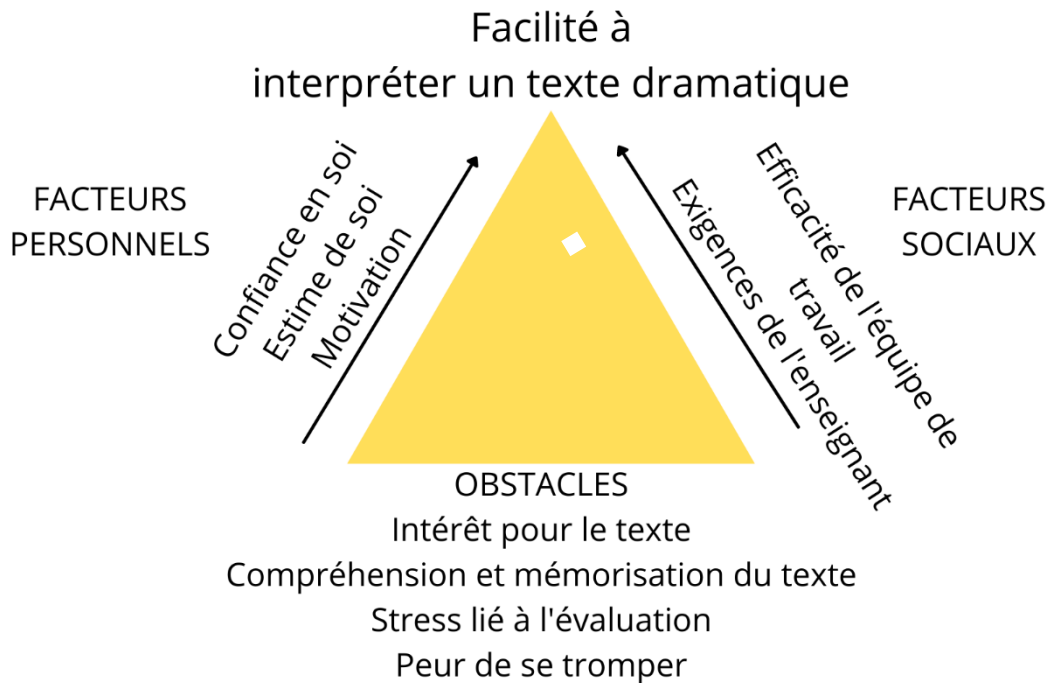 Facilité à
interpréter un texte dramatique
FACTEURS
PERSONNELS
Confiance en soi
Estime de soi
Motivation
Exigences de l'enseignant
Efficacité de l'équipe de
travail
FACTEURS
SOCIAUX
OBSTACLES
Intérêt pour le texte
Compréhension et mémorisation du texte
Stress lié à l'évaluation
Peur de se tromper